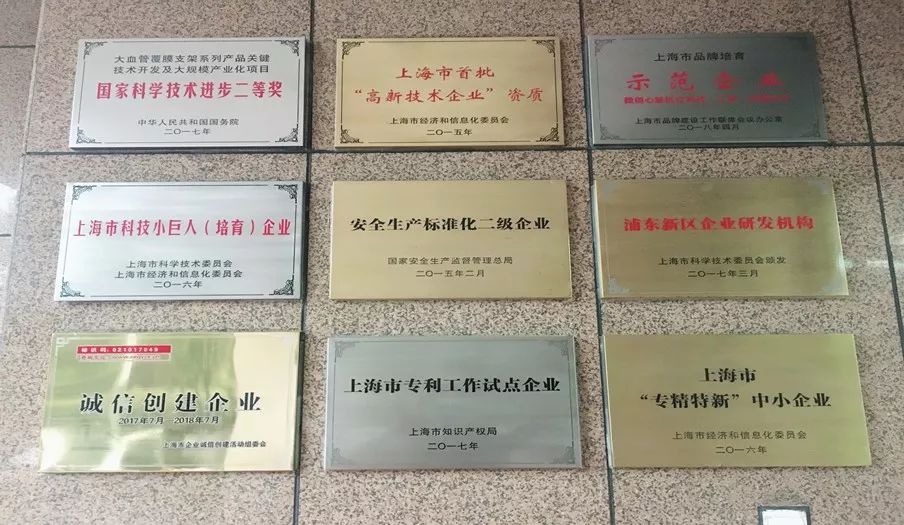 大血管覆膜支架系列产品关键
技术开发及大规模产业化项目
国家科学技术进步二等奖
中华人民共和国国务院
二〇一七年
上海市首批
“高新技术企业”资质
上海市经济和信息化委员会
二〇一五年
上海市品牌培育
示范企业
上海市品牌建设工作联席会议办公室
二〇一八年四月
上海市科技小巨人（培育）企业
上海市科学技术委员会
上海市经济和信息化委员会
二〇一六年
安全生产标准化二级企业
国家安全生产监督管理总局
二〇一五年二月
浦东新区企业研发机构
上海市科学技术委员会颁发
二〇一七年三月
标识码：021017049
诚信创建企业
2017年7月—2018年7月
上海市企业诚信创建活动组委会
上海市专利工作试点企业
上海市知识产权局
二〇一七年
上海市
“专精特新”中小企业
上海市经济和信息化委员会
二〇一六年